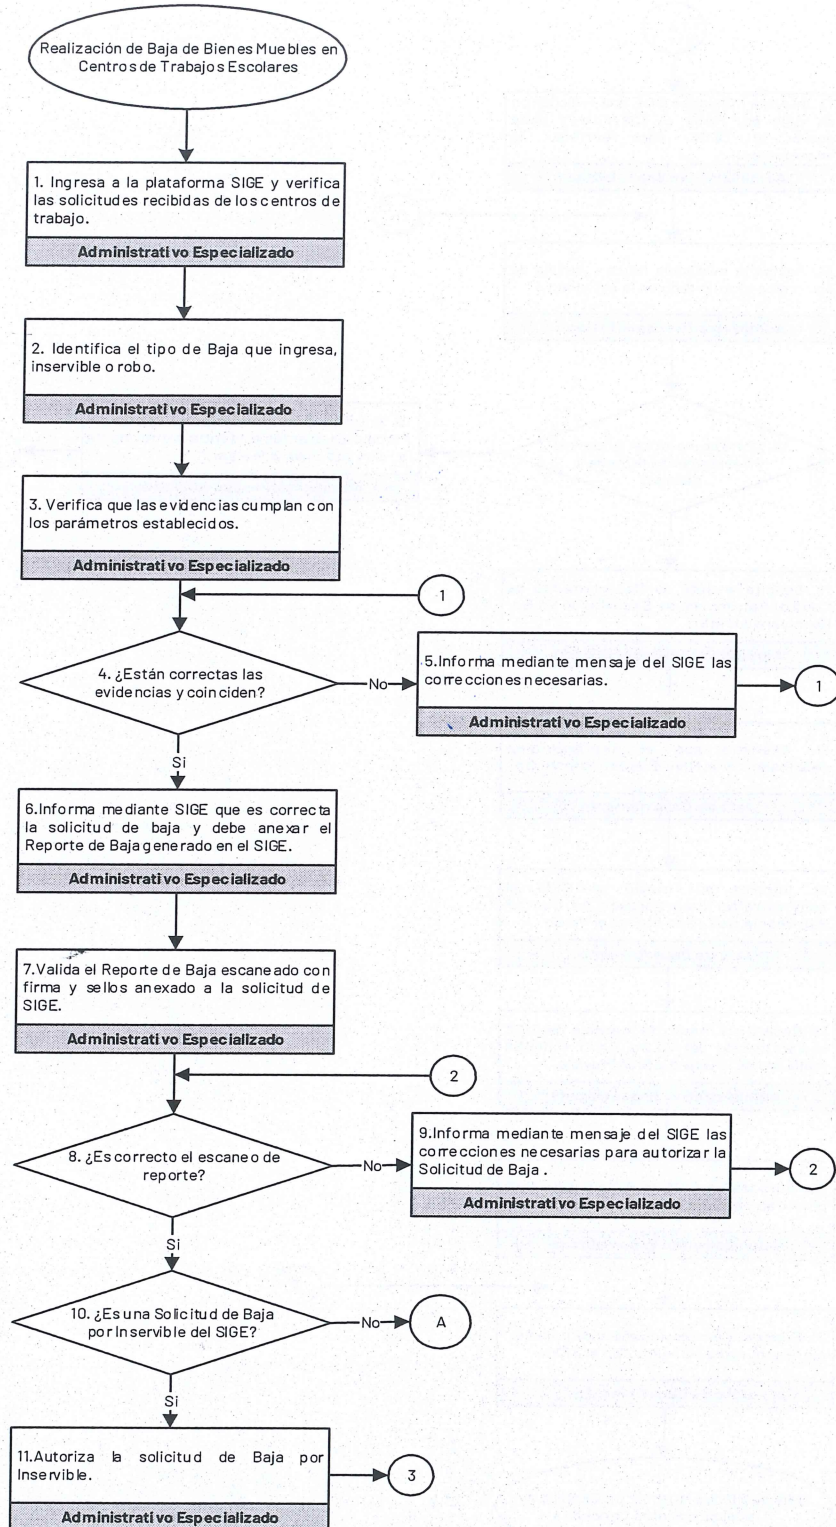 Realización de Baja de Bienes Muebles en
Centros de Trabajos Escolares
1. Ingresa a la plataforma SIGE y verifica
las solicitudes recibidas de los centros de
trabajo.
Administrativo Especializado
2. Identifica el tipo de Baja que ingresa,
inservible o robo.
Administrativo Especializado
3. Verifica que las evidencias cumplan con
los parámetros establecidos.
Administrativo Especializado
1
4. ¿Están correctas las
evidencias y coinciden?
No
5.Informa mediante mensaje del SIGE las
correcciones necesarias.
Administrativo Especializado
1
Si
6.Informa mediante SIGE que es correcta
la solicitud de baja y debe anexar el
Reporte de Baja generado en el SIGE.
Administrativo Especializado
7.Valida el Reporte de Baja escaneado con
firma y sellos anexado a la solicitud de
SIGE.
Administrativo Especializado
2
8. ¿Es correcto el escaneo de
reporte?
No
9.Informa mediante mensaje del SIGE las
correcciones necesarias para autorizar la
Solicitud de Baja.
Administrativo Especializado
2
Si
10. ¿Es una Solicitud de Baja
por Inservible del SIGE?
No
A
Si
11.Autoriza la solicitud de Baja por
Inservible.
Administrativo Especializado
3